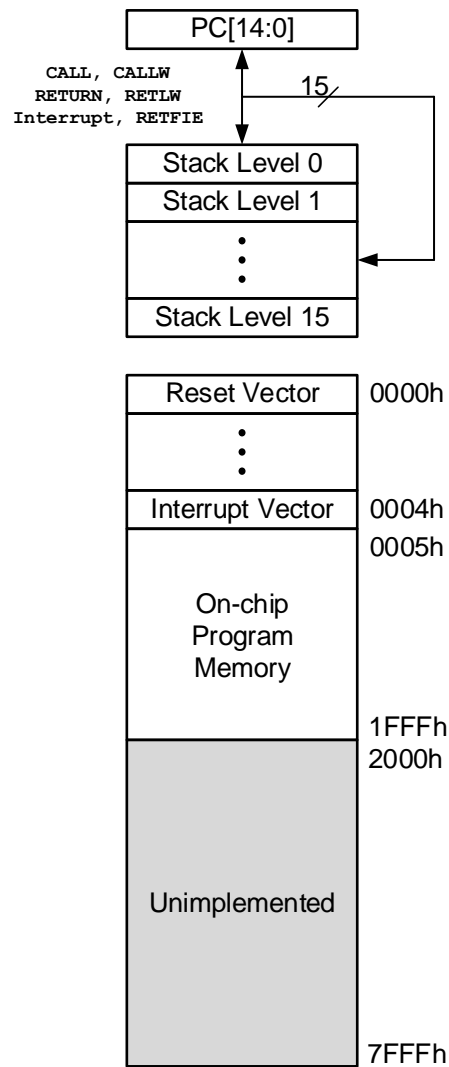 PC[14:0]
CALL, CALLW
RETURN, RETLW
Interrupt, RETFIE
15
Stack Level 0
Stack Level 1
Stack Level 15
Reset Vector
0000h
Interrupt Vector
0004h
0005h
On-chip
Program
Memory
1FFFh
2000h
Unimplemented
7FFFh